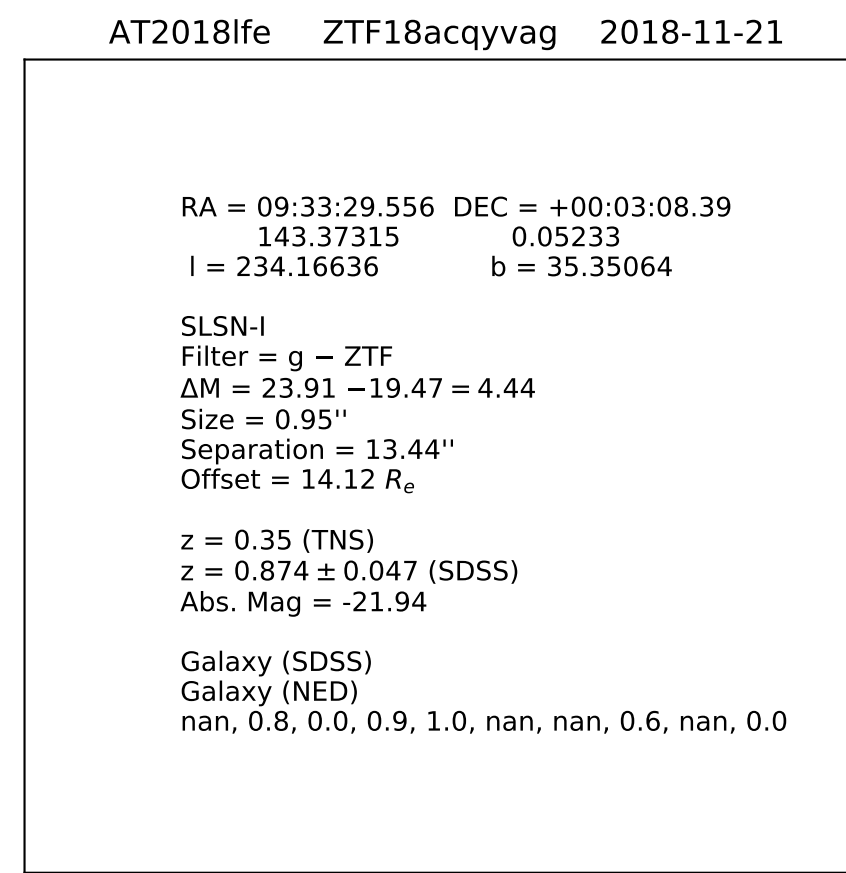 AT2018lfe ZTF18acqyvag 2018-11-21
RA = 09:33:29.556 DEC = +00:03:08.39
143.37315 0.05233
l = 234.16636 b = 35.35064
SLSN-I
Filter = g − ZTF
ΔM = 23.91 −19.47 = 4.44
Size = 0.95''
Separation = 13.44''
Offset = 14.12 Rₑ
z = 0.35 (TNS)
z = 0.874 ± 0.047 (SDSS)
Abs. Mag = -21.94
Galaxy (SDSS)
Galaxy (NED)
nan, 0.8, 0.0, 0.9, 1.0, nan, nan, 0.6, nan, 0.0